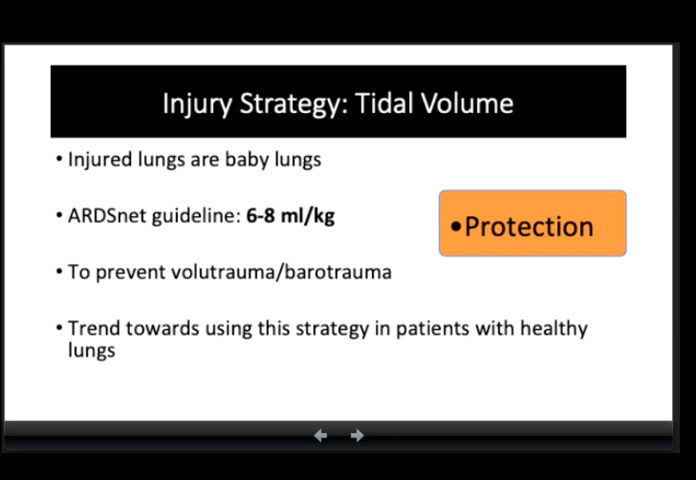 Injury Strategy: Tidal Volume
• Injured lungs are baby lungs
• ARDSnet guideline: 6-8 ml/kg
•Protection
• To prevent volutrauma/barotrauma
• Trend towards using this strategy in patients with healthy
lungs